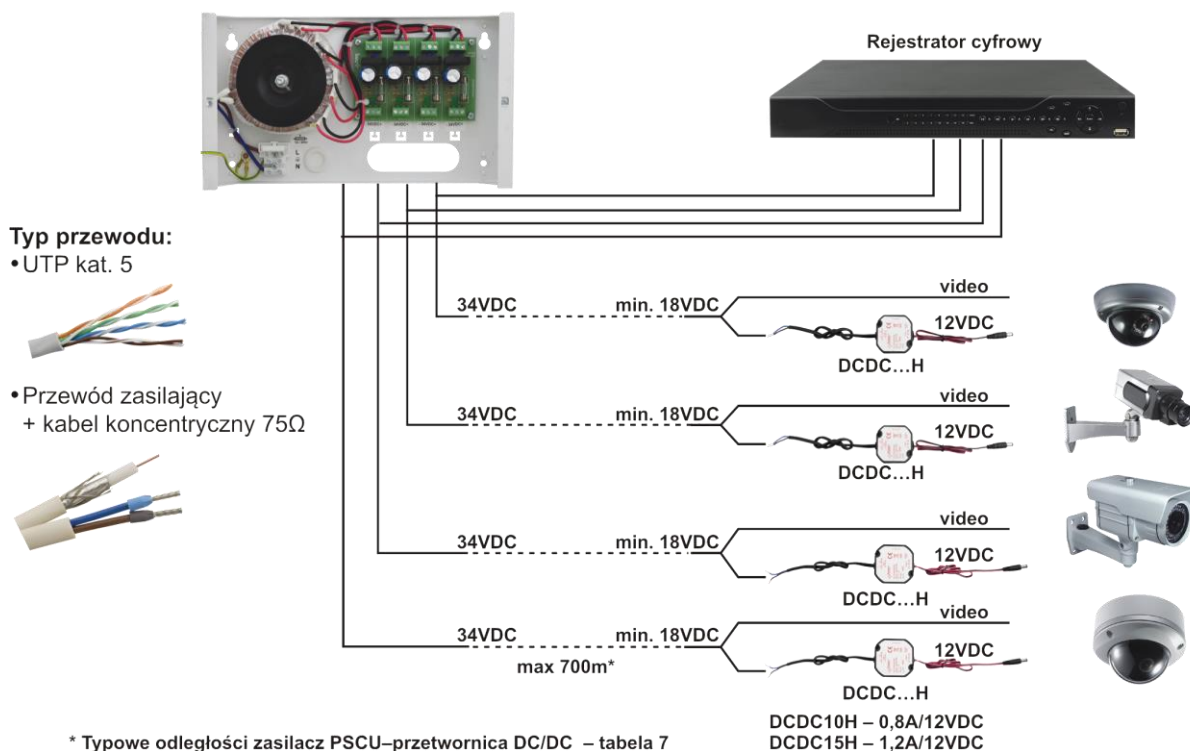 Rejestrator cyfrowy
L
N
Typ przewodu:
•UTP kat. 5
•Przewód zasilający
+ kabel koncentryczny 75Ω
34VDC min. 18VDC video
12VDC
DCDC...H
34VDC min. 18VDC video
12VDC
DCDC...H
34VDC min. 18VDC video
12VDC
DCDC...H
34VDC min. 18VDC video
12VDC
max 700m*
DCDC...H
DCDC10H – 0,8A/12VDC
DCDC15H – 1,2A/12VDC
* Typowe odległości zasilacz PSCU–przetwornica DC/DC – tabela 7